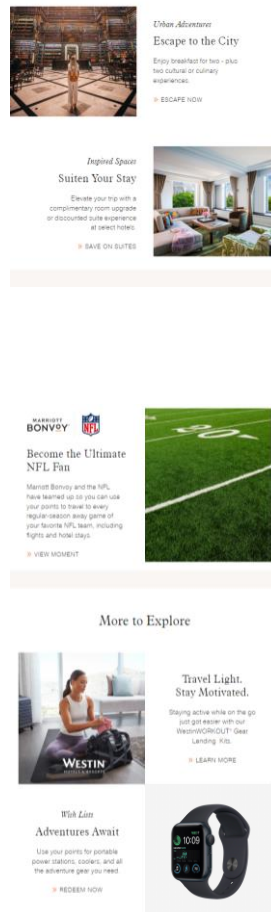 Urban Adventures
Escape to the City
Enjoy breakfast for two - plus
two cultural or culinary
experiences.
» ESCAPE NOW
Inspired Spaces
Suiten Your Stay
Elevate your trip with a
complimentary room upgrade
or discounted suite experience
at select hotels.
» SAVE ON SUITES
MARRIOTT
BONVOY
NFL
20
Become the Ultimate
NFL Fan
Marriott Bonvoy and the NFL
have teamed up so you can use
your points to travel to every
regular-season away game of
your favorite NFL team, including
flights and hotel stays.
» VIEW MOMENT
More to Explore
Travel Light.
Stay Motivated.
Staying active while on the go
just got easier with our
WestinWORKOUT® Gear
Lending Kits.
» LEARN MORE
WESTIN
HOTELS & RESORTS
Wish Lists
Adventures Await
Use your points for portable
power stations, coolers, and all
the adventure gear you need.
» REDEEM NOW
10:09